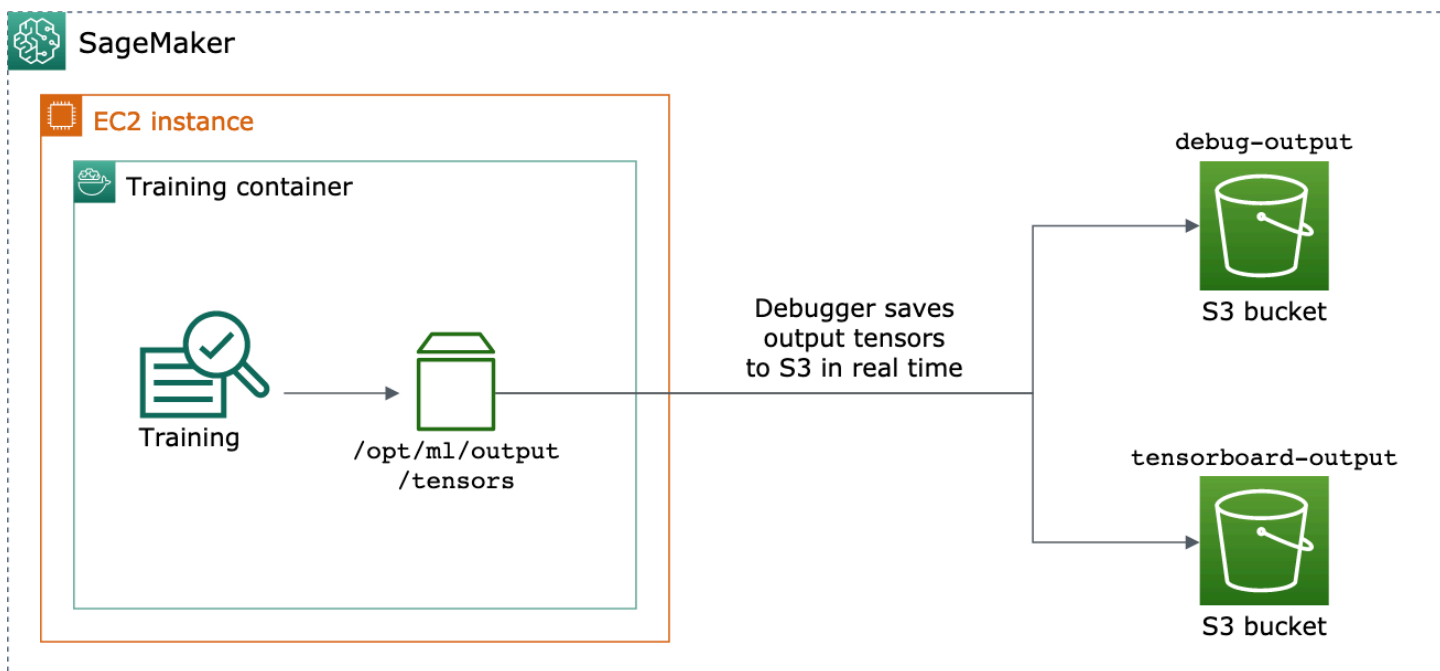 SageMaker
EC2 instance
Training container
Training
/opt/ml/output
/tensors
Debugger saves
output tensors
to S3 in real time
debug-output
S3 bucket
tensorboard-output
S3 bucket